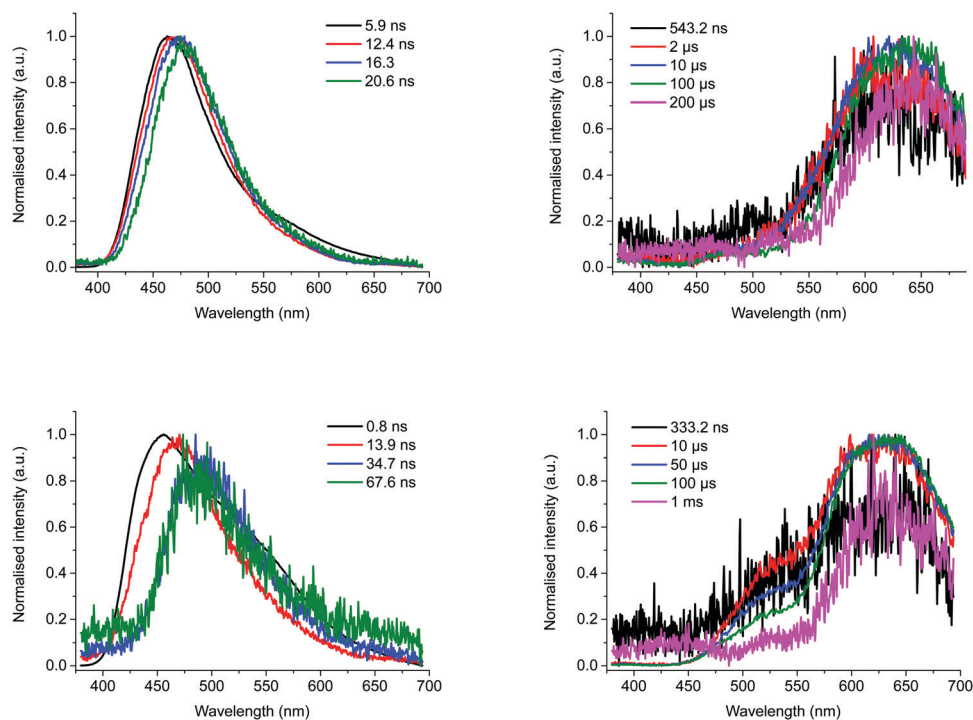 Normalised intensity (a.u.)
1.0
0.8
0.6
0.4
0.2
0.0
5.9 ns
12.4 ns
16.3
20.6 ns
400 450 500 550 600 650 700
Wavelength (nm)
Normalised intensity (a.u.)
1.0
0.8
0.6
0.4
0.2
0.0
543.2 ns
2 µs
10 µs
100 µs
200 µs
400 450 500 550 600 650
Wavelength (nm)
Normalised intensity (a.u.)
1.0
0.8
0.6
0.4
0.2
0.0
0.8 ns
13.9 ns
34.7 ns
67.6 ns
400 450 500 550 600 650 700
Wavelength (nm)
Normalised intensity (a.u.)
1.0
0.8
0.6
0.4
0.2
0.0
333.2 ns
10 µs
50 µs
100 µs
1 ms
400 450 500 550 600 650 700
Wavelength (nm)